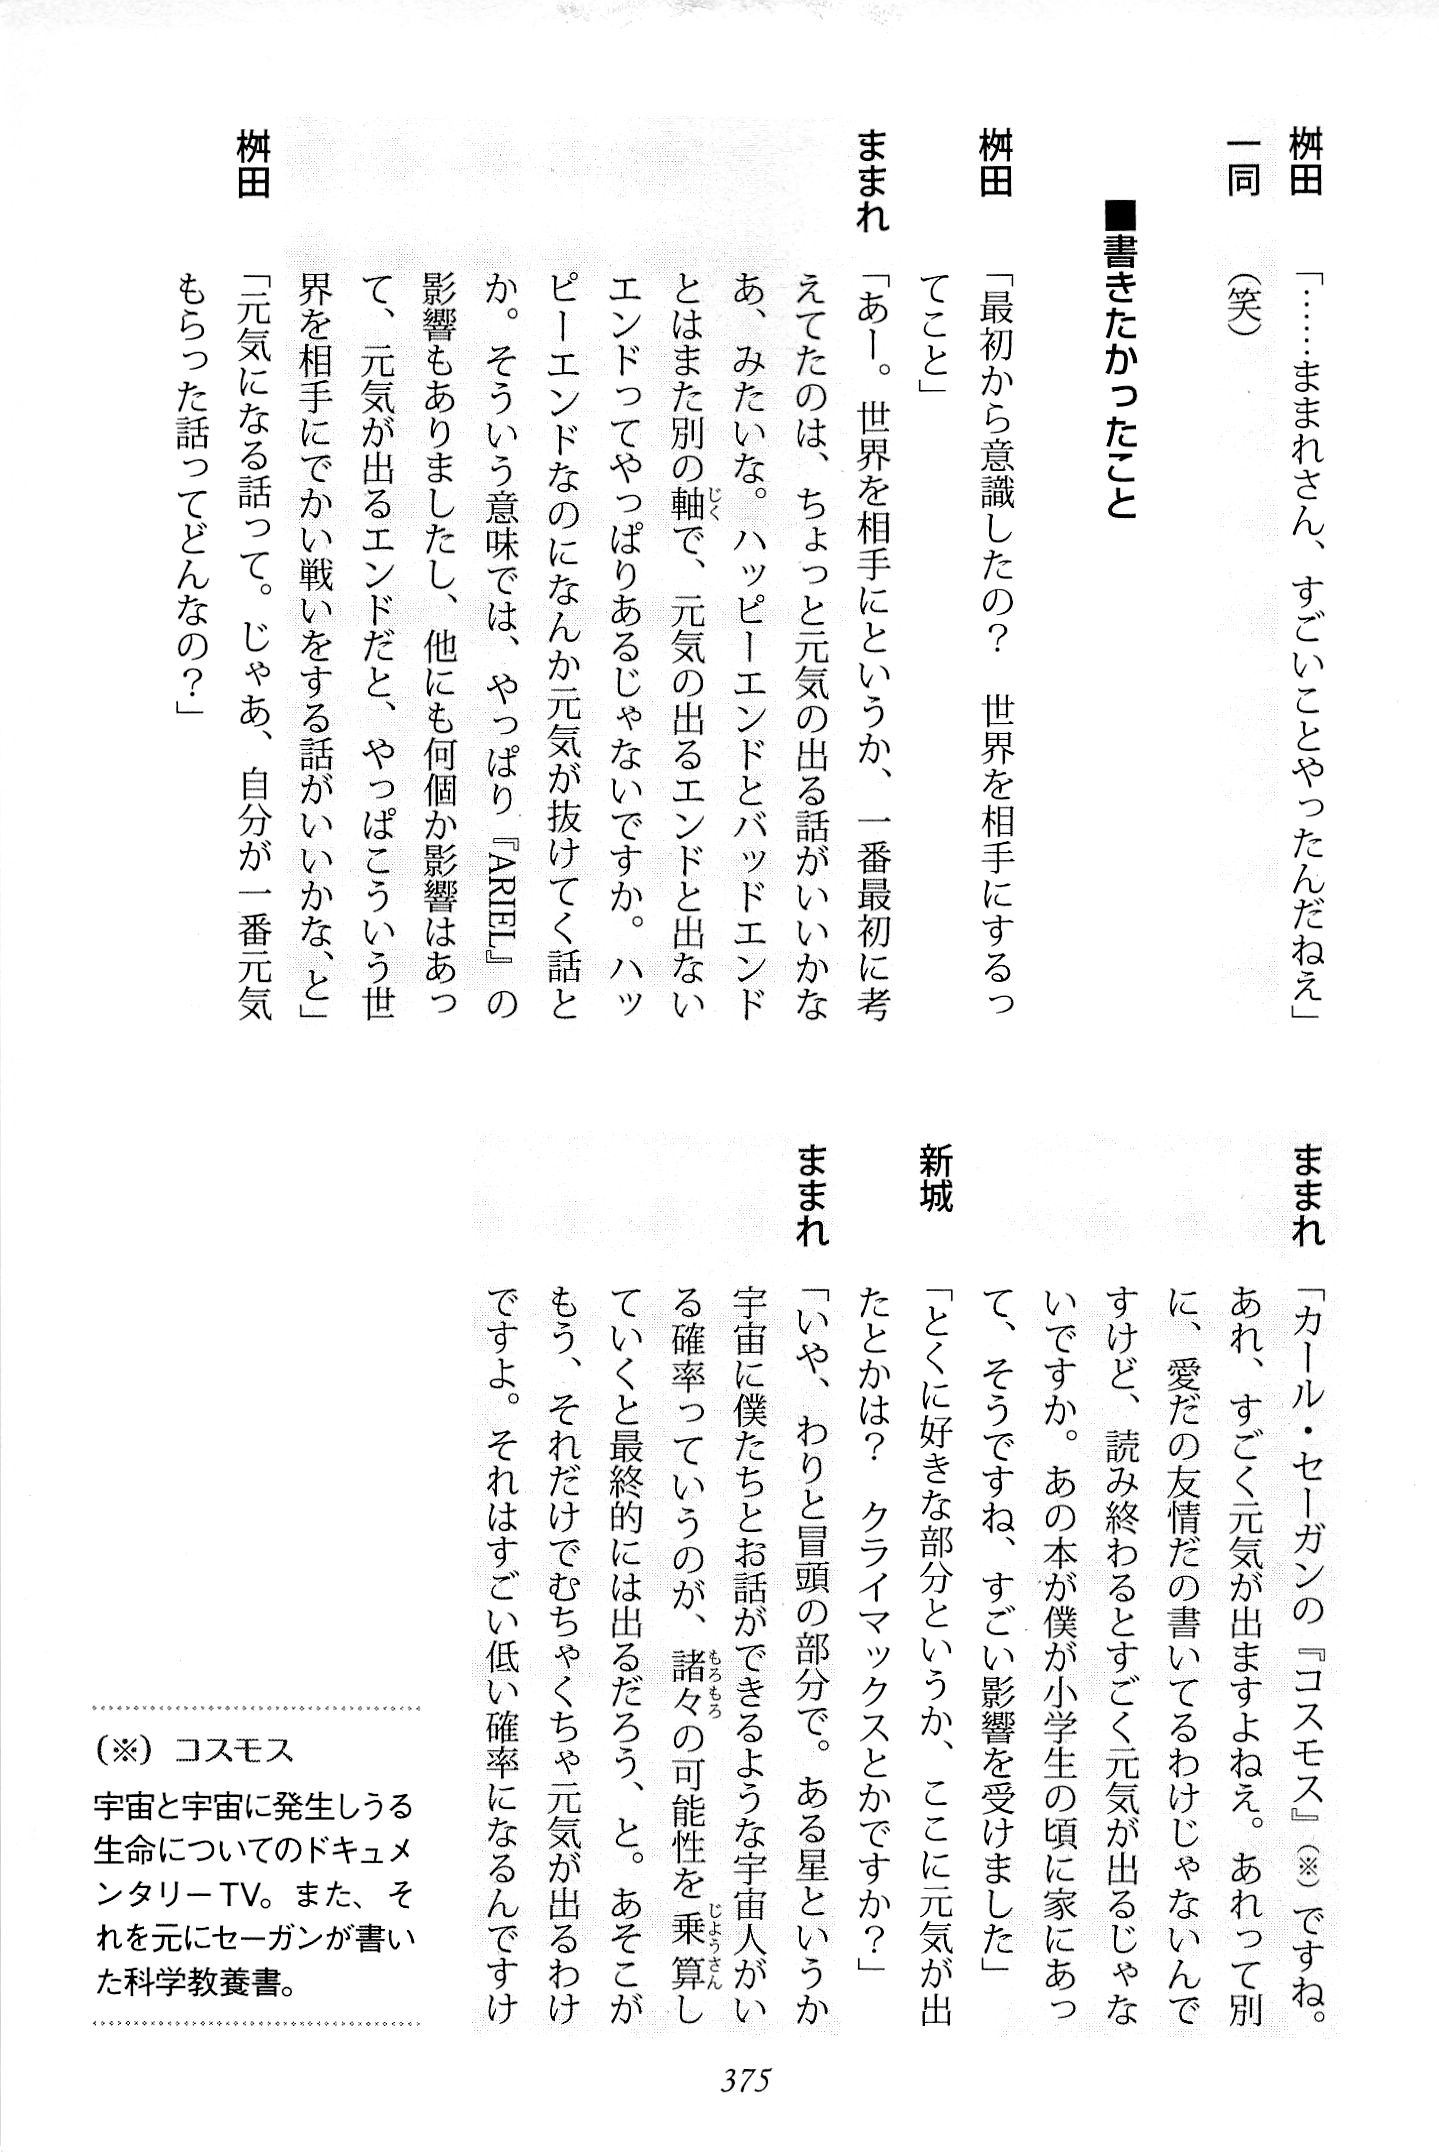 桝田　「……ままれさん、すごいことやったんだねえ」
一同　（笑）
■書きたかったこと
桝田　「最初から意識したの？　世界を相手にするっ
てこと」
ままれ　「あー。世界を相手にというか、一番最初に考
えてたのは、ちょっと元気の出る話がいいかな
あ、みたいな。ハッピーエンドとバッドエンド
とはまた別の軸で、元気の出るエンドと出ない
エンドってやっぱりあるじゃないですか。ハッ
ピーエンドなのになんか元気が抜けてく話と
か。そういう意味では、やっぱり『ARIEL』の
影響もありましたし、他にも何個か影響はあっ
て、元気が出るエンドだと、やっぱこういう世
界を相手にでかい戦いをする話がいいかな、と」
桝田　「元気になる話って。じゃあ、自分が一番元気
もらった話ってどんなの？」
ままれ　「カール・セーガンの『コスモス』（※）ですね。
あれ、すごく元気が出ますよねえ。あれって別
に、愛だの友情だの書いてるわけじゃないんで
すけど、読み終わるとすごく元気が出るじゃな
いですか。あの本が僕が小学生の頃に家にあっ
て、そうですね、すごい影響を受けました」
新城　「とくに好きな部分というか、ここに元気が出
たとかは？　クライマックスとかですか？」
ままれ　「いや、わりと冒頭の部分で。ある星というか
宇宙に僕たちとお話ができるような宇宙人がい
る確率っていうのが、諸々の可能性を乗算し
ていくと最終的には出るだろう、と。あそこが
もう、それだけでむちゃくちゃ元気が出るわけ
ですよ。それはすごい低い確率になるんですけ
（※）コスモス
宇宙と宇宙に発生しうる
生命についてのドキュメ
ンタリーTV。また、そ
れを元にセーガンが書い
た科学教養書。
375